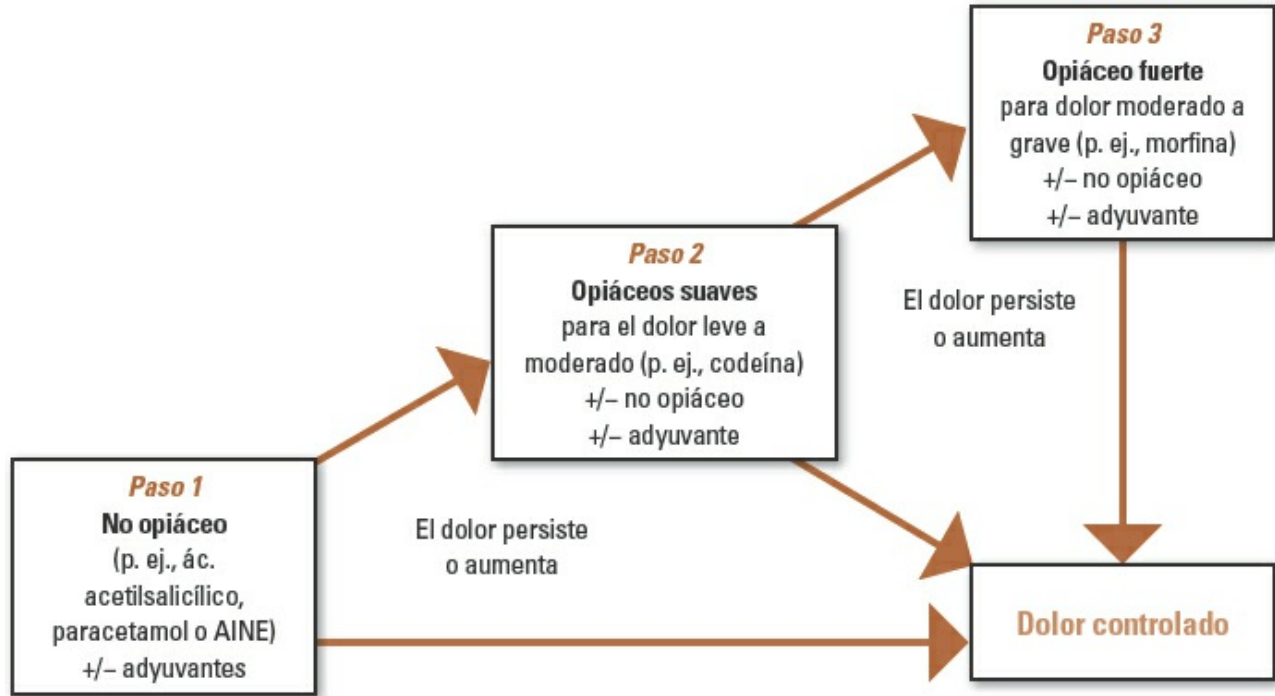 Paso 1
No opiáceo
(p. ej., ác.
acetilsalicílico,
paracetamol o AINE)
+/– adyuvantes
El dolor persiste
o aumenta
Paso 2
Opiáceos suaves
para el dolor leve a
moderado (p. ej., codeína)
+/– no opiáceo
+/– adyuvante
El dolor persiste
o aumenta
Paso 3
Opiáceo fuerte
para dolor moderado a
grave (p. ej., morfina)
+/– no opiáceo
+/– adyuvante
Dolor controlado